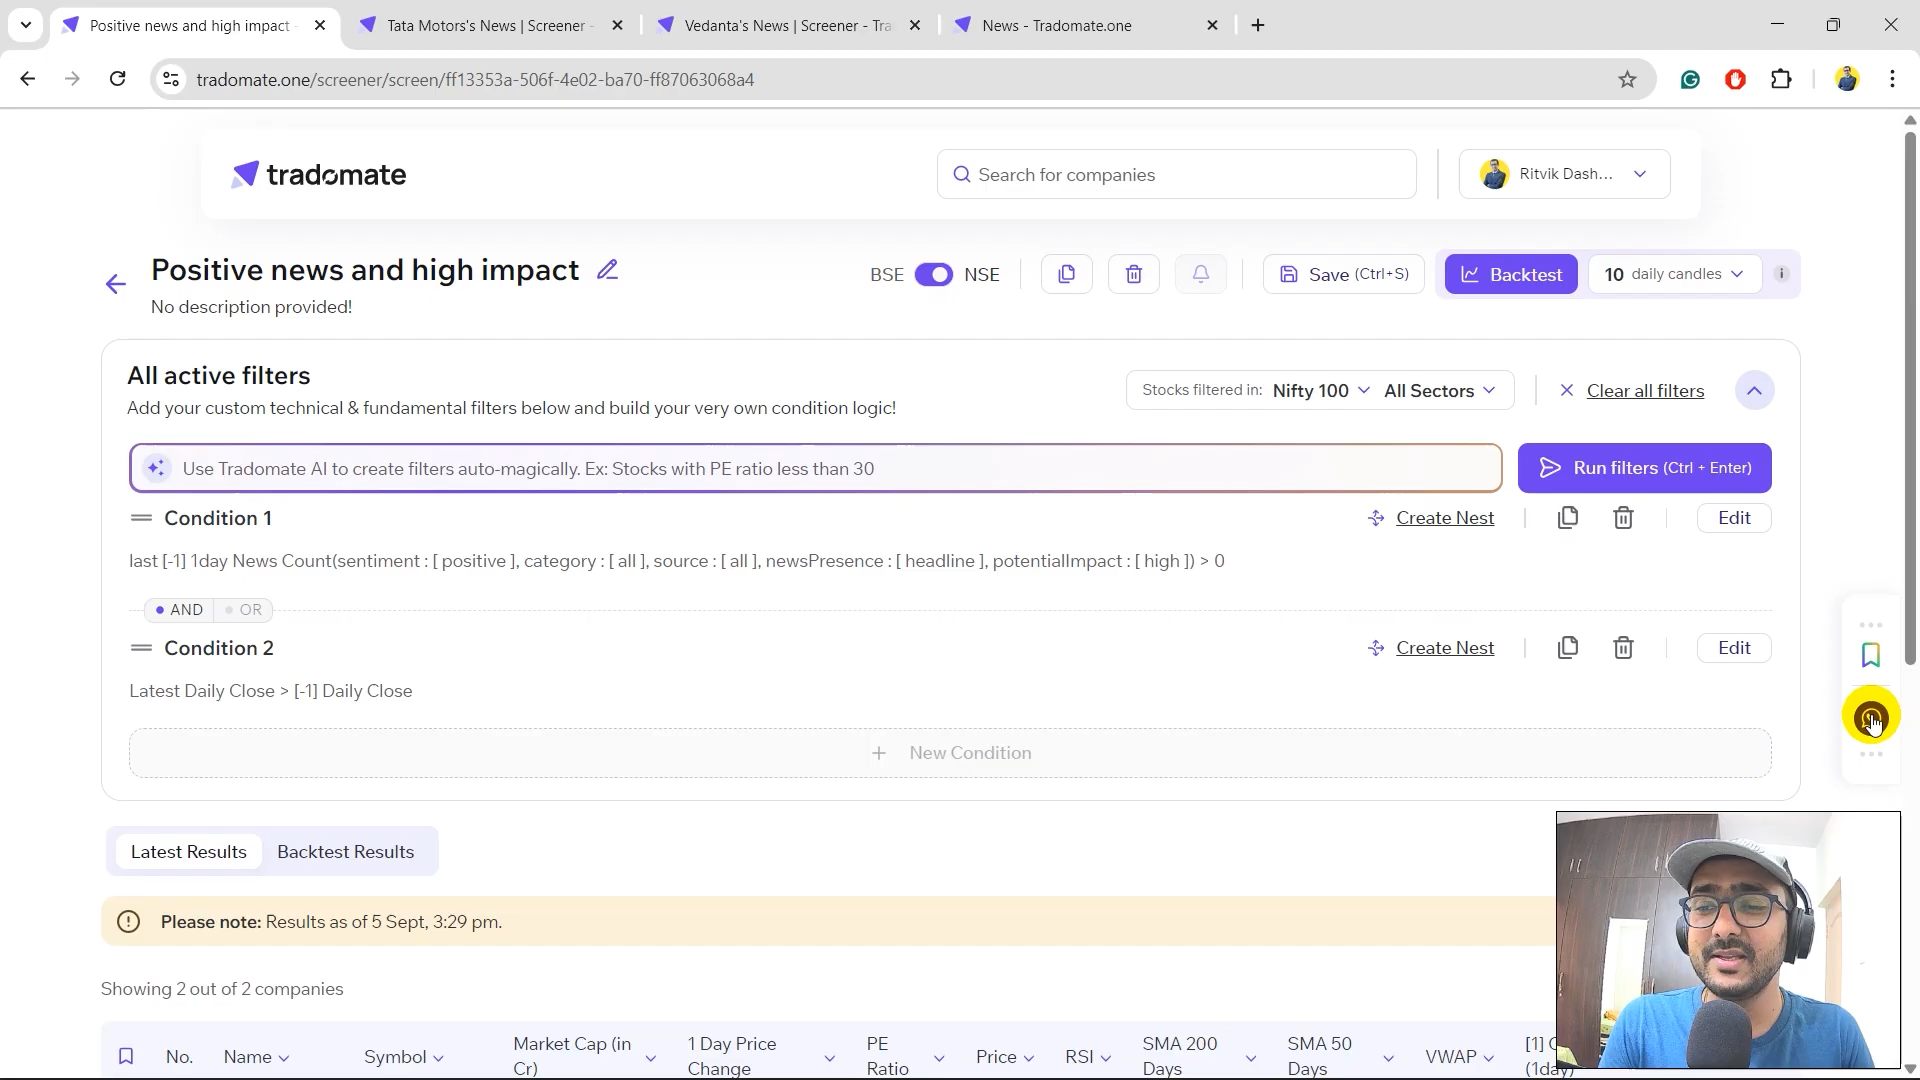 Positive news and high impact -
Tata Motors's News | Screener -
Vedanta's News | Screener - Tra
News - Tradomate.one
tradomate.one/screener/screen/ff13353a-506f-4e02-ba70-ff87063068a4
tradomate
Search for companies
Ritvik Dash...
Positive news and high impact
No description provided!
BSE NSE
Save (Ctrl+S)
Backtest
10 daily candles
i
All active filters
Add your custom technical & fundamental filters below and build your very own condition logic!
Stocks filtered in: Nifty 100 All Sectors
Clear all filters
Use Tradomate AI to create filters auto-magically. Ex: Stocks with PE ratio less than 30
Run filters (Ctrl + Enter)
Condition 1
Create Nest
Edit
last [-1] 1day News Count(sentiment : [ positive ], category : [ all ], source : [ all ], newsPresence : [ headline ], potentialImpact : [ high ]) > 0
AND OR
Condition 2
Create Nest
Edit
Latest Daily Close > [-1] Daily Close
+ New Condition
Latest Results
Backtest Results
Please note: Results as of 5 Sept, 3:29 pm.
Showing 2 out of 2 companies
No.
Name
Symbol
Market Cap (in
Cr)
1 Day Price
Change
PE
Ratio
Price
RSI
SMA 200
Days
SMA 50
Days
VWAP
[1]
(1day)